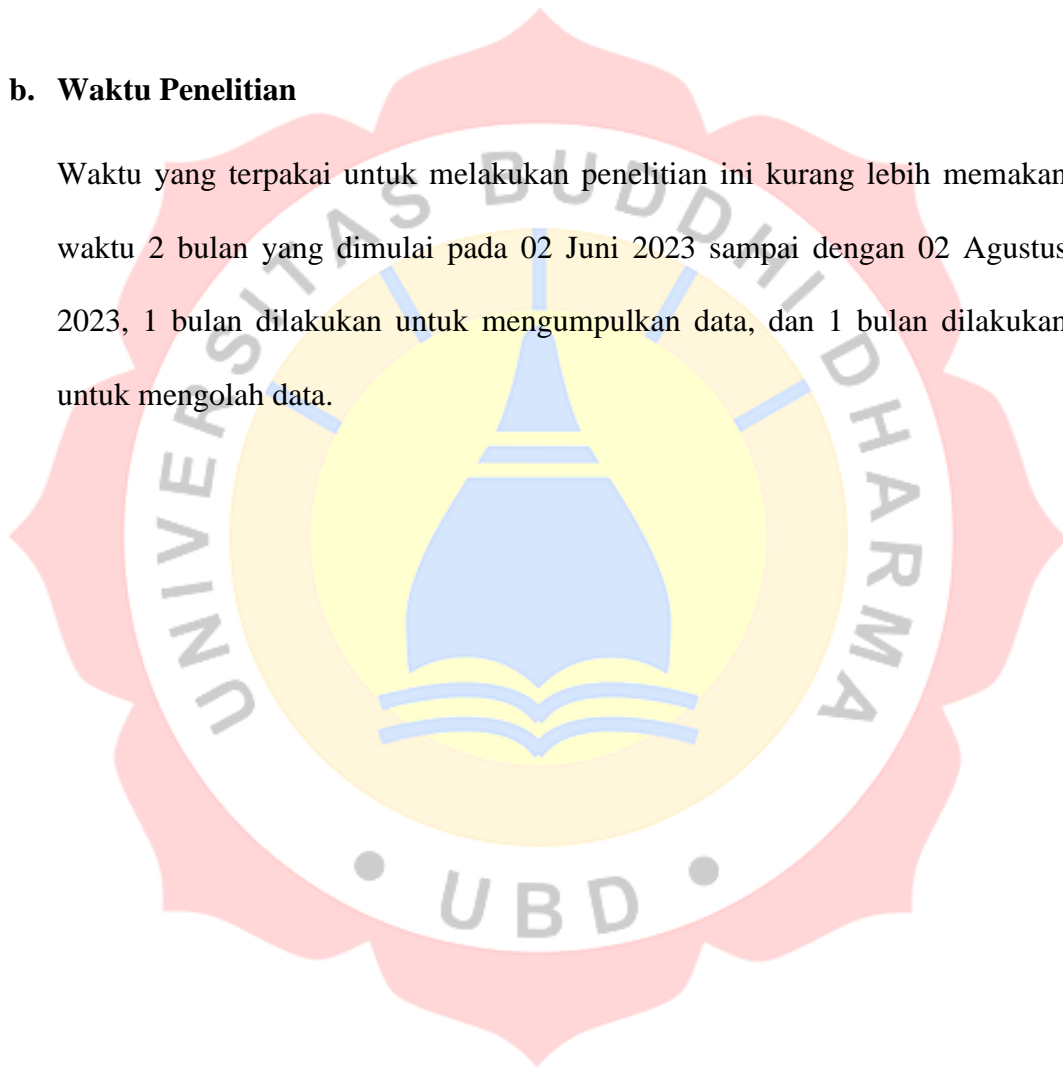 b. Waktu Penelitian
Waktu yang terpakai untuk melakukan penelitian ini kurang lebih memakan
waktu 2 bulan yang dimulai pada 02 Juni 2023 sampai dengan 02 Agustus
2023, 1 bulan dilakukan untuk mengumpulkan data, dan 1 bulan dilakukan
untuk mengolah data.
UNIVERSITAS BUDDHI DHARMA
• UBD •